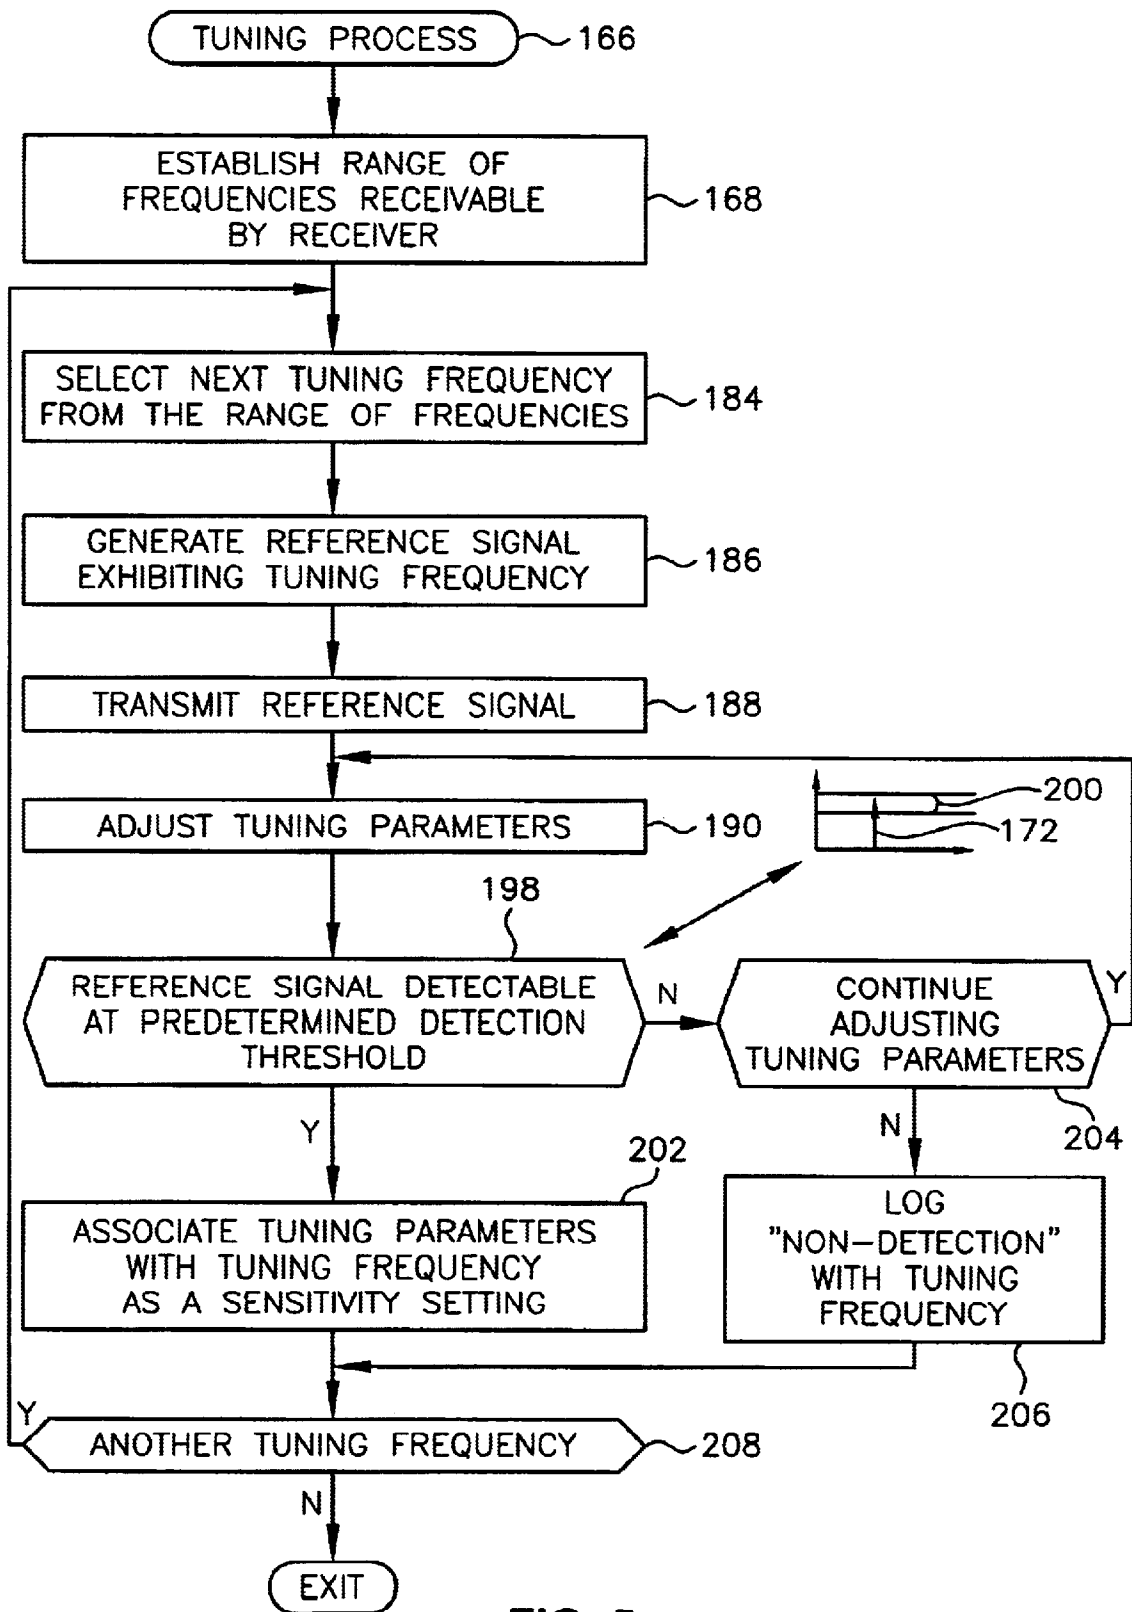 TUNING PROCESS
166
ESTABLISH RANGE OF
FREQUENCIES RECEIVABLE
BY RECEIVER
168
SELECT NEXT TUNING FREQUENCY
FROM THE RANGE OF FREQUENCIES
184
GENERATE REFERENCE SIGNAL
EXHIBITING TUNING FREQUENCY
186
TRANSMIT REFERENCE SIGNAL
188
ADJUST TUNING PARAMETERS
190
200
172
198
REFERENCE SIGNAL DETECTABLE
AT PREDETERMINED DETECTION
THRESHOLD
N
CONTINUE
ADJUSTING
TUNING PARAMETERS
Y
204
Y
N
202
ASSOCIATE TUNING PARAMETERS
WITH TUNING FREQUENCY
AS A SENSITIVITY SETTING
LOG
"NON-DETECTION"
WITH TUNING
FREQUENCY
206
Y
ANOTHER TUNING FREQUENCY
208
N
EXIT